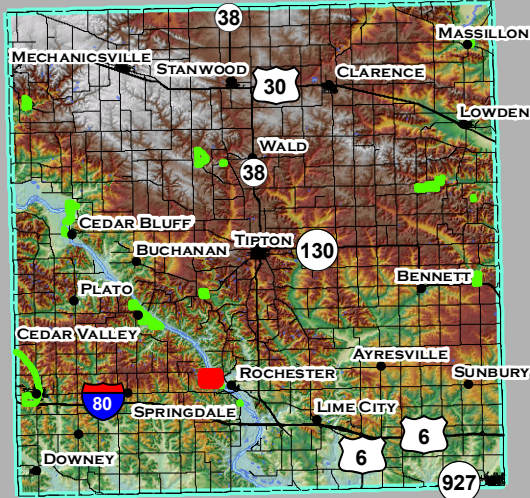 38
MASSILLON
MECHANICSVILLE
STANWOOD
30
CLARENCE
LOWDEN
WALD
38
CEDAR BLUFF
BUCHANAN
TIPTON
130
BENNETT
PLATO
CEDAR VALLEY
AYRESVILLE
ROCHESTER
SUNBURY
80
SPRINGDALE
LIME CITY
6
6
DOWNEY
927